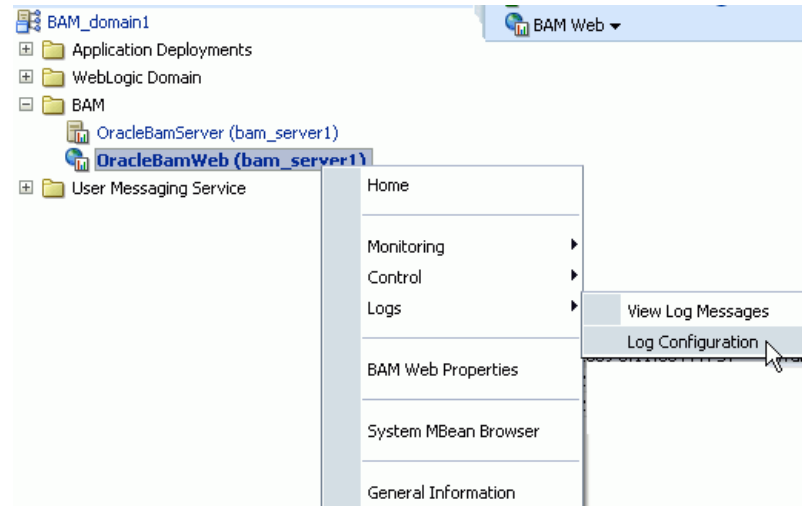 BAM_domain1
BAM Web
Application Deployments
WebLogic Domain
BAM
OracleBamServer (bam_server1)
OracleBamWeb (bam_server1)
User Messaging Service
Home
Monitoring
Control
Logs
View Log Messages
Log Configuration
BAM Web Properties
System MBean Browser
General Information